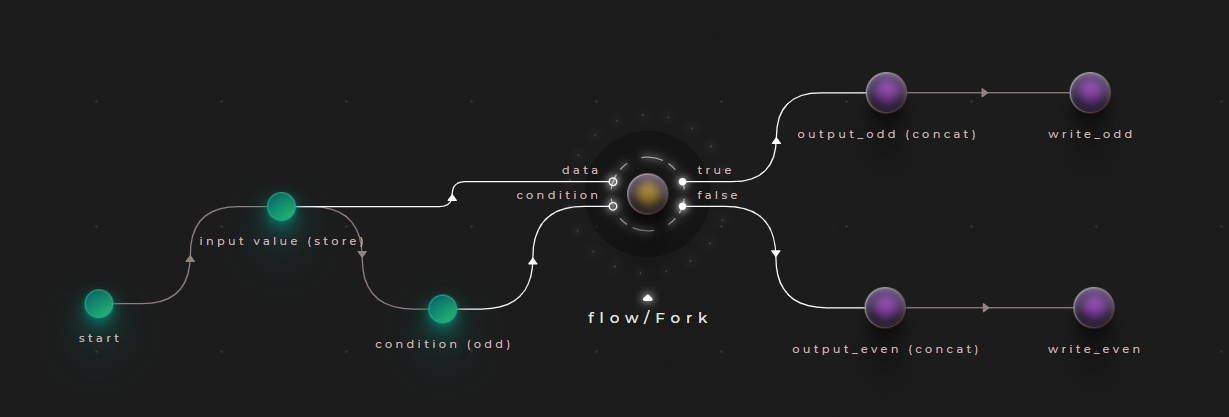 output_odd (concat)
write_odd
data
true
condition
false
input value (store)
flow/Fork
start
condition (odd)
output_even (concat)
write_even